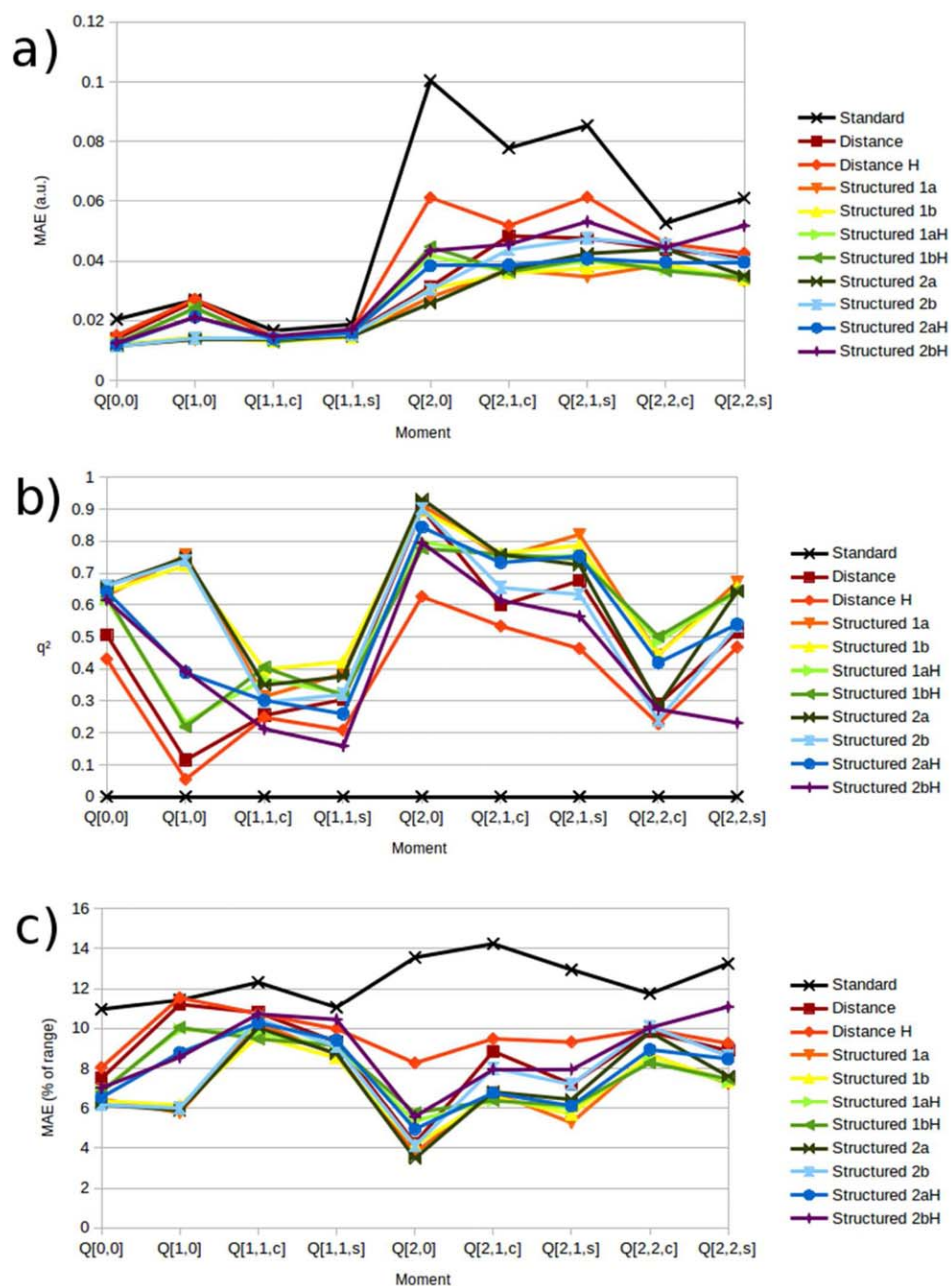 a)
0.12
0.1
0.08
0.06
0.04
0.02
0
MAE (a.u.)
Q[0,0] Q[1,0] Q[1,1,c] Q[1,1,s] Q[2,0] Q[2,1,c] Q[2,1,s] Q[2,2,c] Q[2,2,s]
Moment
Standard
Distance
Distance H
Structured 1a
Structured 1b
Structured 1aH
Structured 1bH
Structured 2a
Structured 2b
Structured 2aH
Structured 2bH
b)
1
0.9
0.8
0.7
0.6
0.5
0.4
0.3
0.2
0.1
0
q²
Q[0,0] Q[1,0] Q[1,1,c] Q[1,1,s] Q[2,0] Q[2,1,c] Q[2,1,s] Q[2,2,c] Q[2,2,s]
Moment
Standard
Distance
Distance H
Structured 1a
Structured 1b
Structured 1aH
Structured 1bH
Structured 2a
Structured 2b
Structured 2aH
Structured 2bH
c)
16
14
12
10
8
6
4
2
0
MAE (% of range)
Q[0,0] Q[1,0] Q[1,1,c] Q[1,1,s] Q[2,0] Q[2,1,c] Q[2,1,s] Q[2,2,c] Q[2,2,s]
Moment
Standard
Distance
Distance H
Structured 1a
Structured 1b
Structured 1aH
Structured 1bH
Structured 2a
Structured 2b
Structured 2aH
Structured 2bH